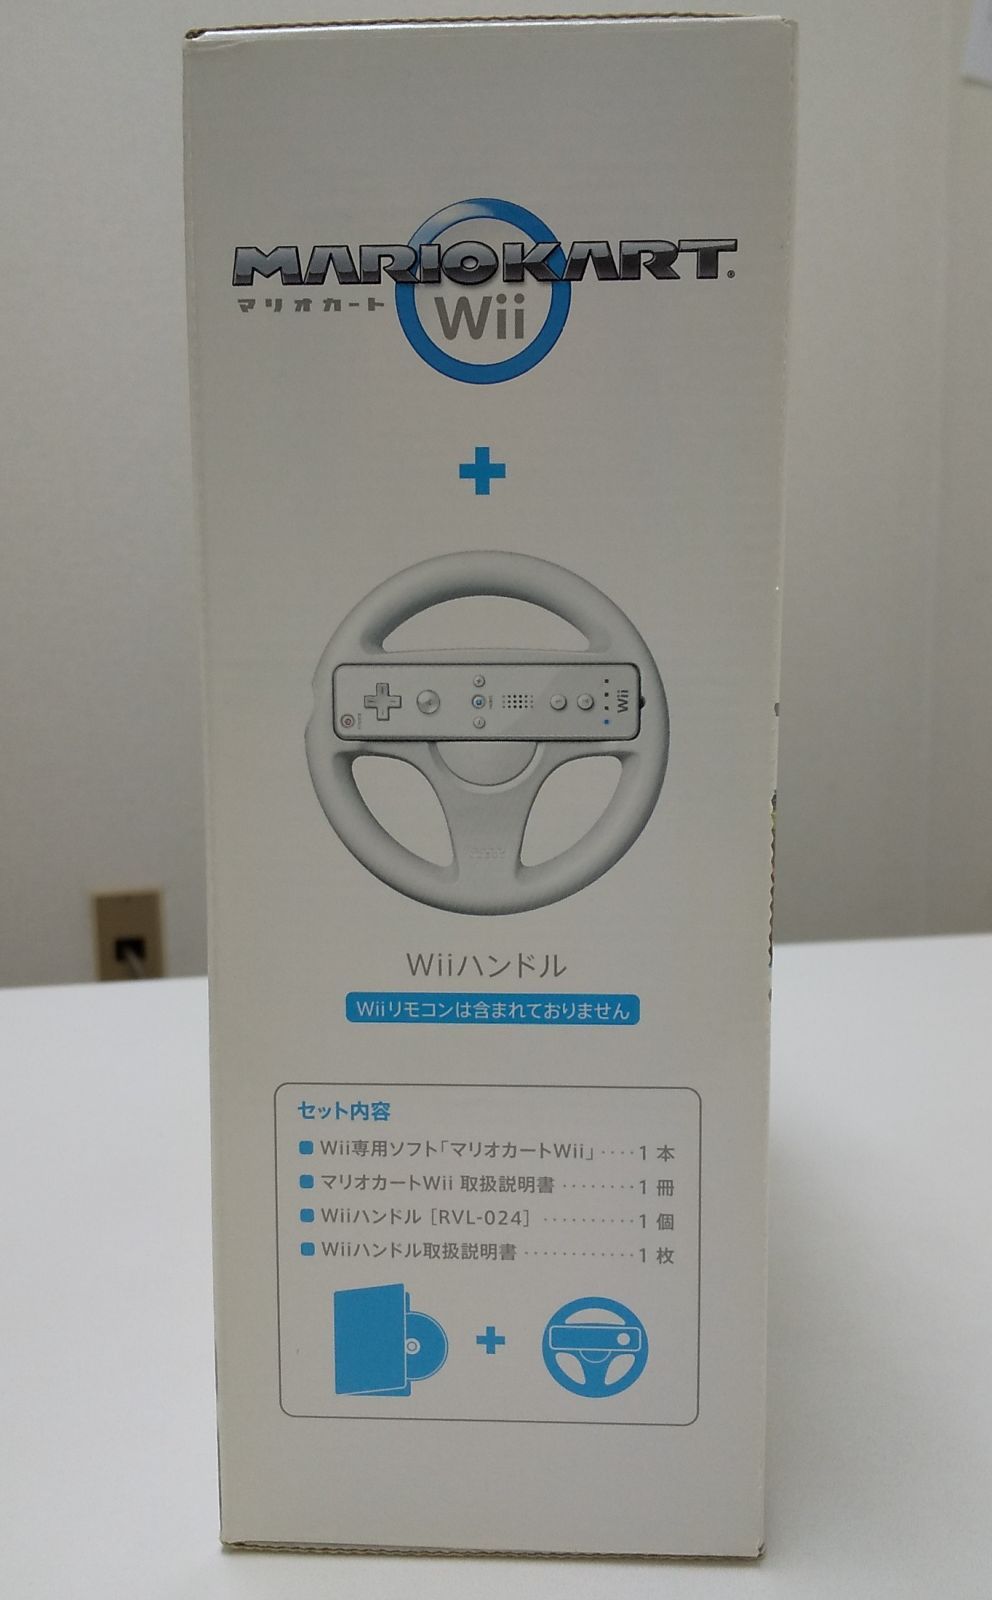 MARIOKART®
マリオカート
Wii
Wii
Wiiハンドル
Wiiリモコンは含まれておりません
セット内容
Wii専用ソフト「マリオカートWii」････1 本
マリオカートWii 取扱説明書････････1 冊
Wiiハンドル［RVL-024］･･････････1 個
Wiiハンドル取扱説明書････････････1 枚